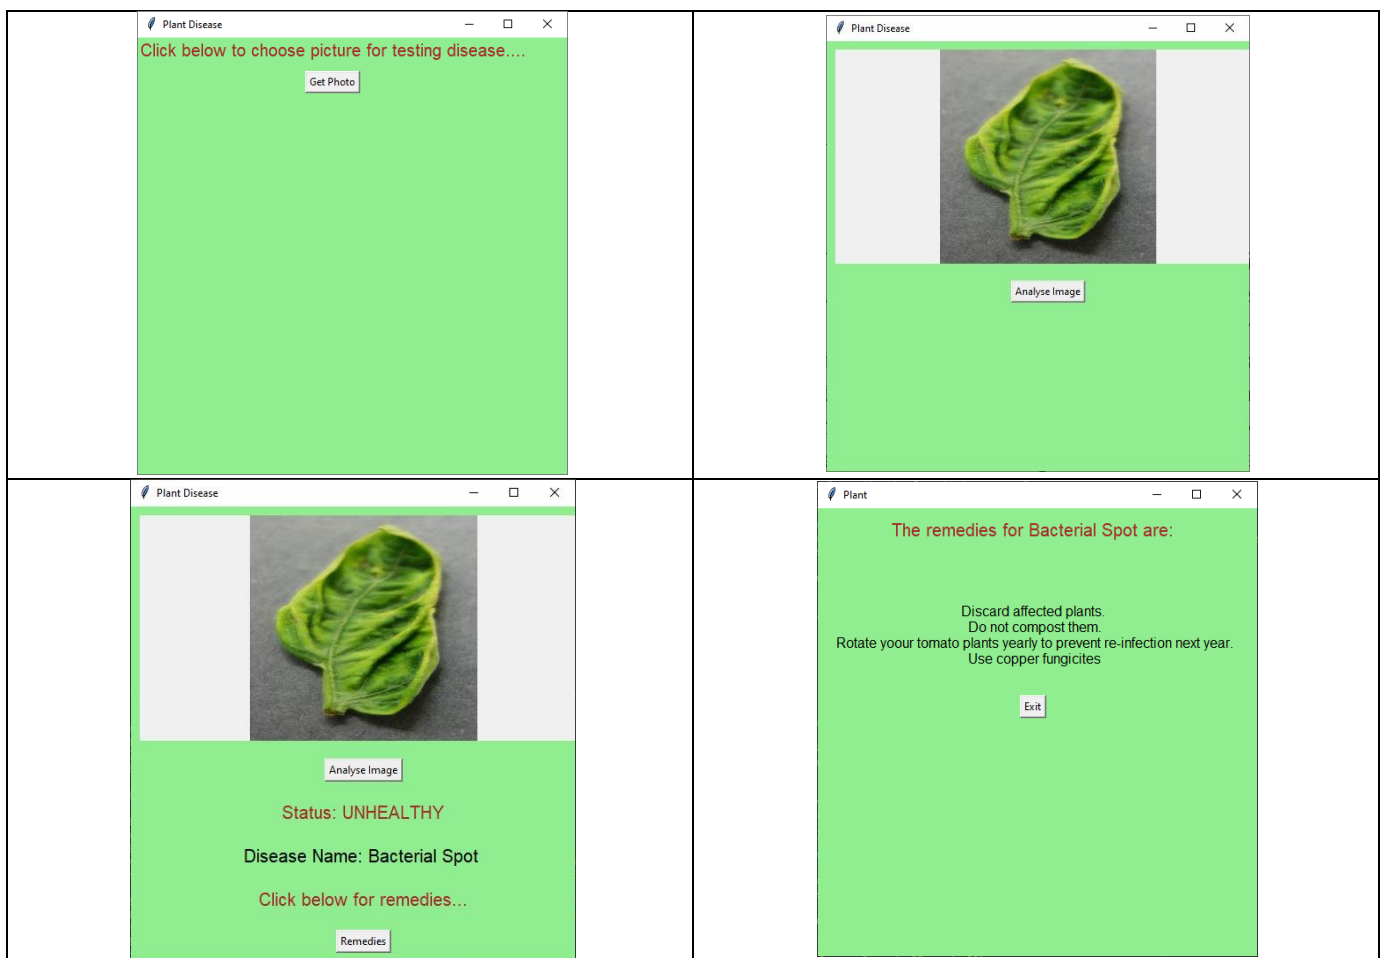 Plant Disease
Click below to choose picture for testing disease....
Get Photo
Plant Disease
Analyse Image
Plant Disease
Analyse Image
Status: UNHEALTHY
Disease Name: Bacterial Spot
Click below for remedies...
Remedies
Plant
The remedies for Bacterial Spot are:
Discard affected plants.
Do not compost them.
Rotate yoour tomato plants yearly to prevent re-infection next year.
Use copper fungicites
Exit